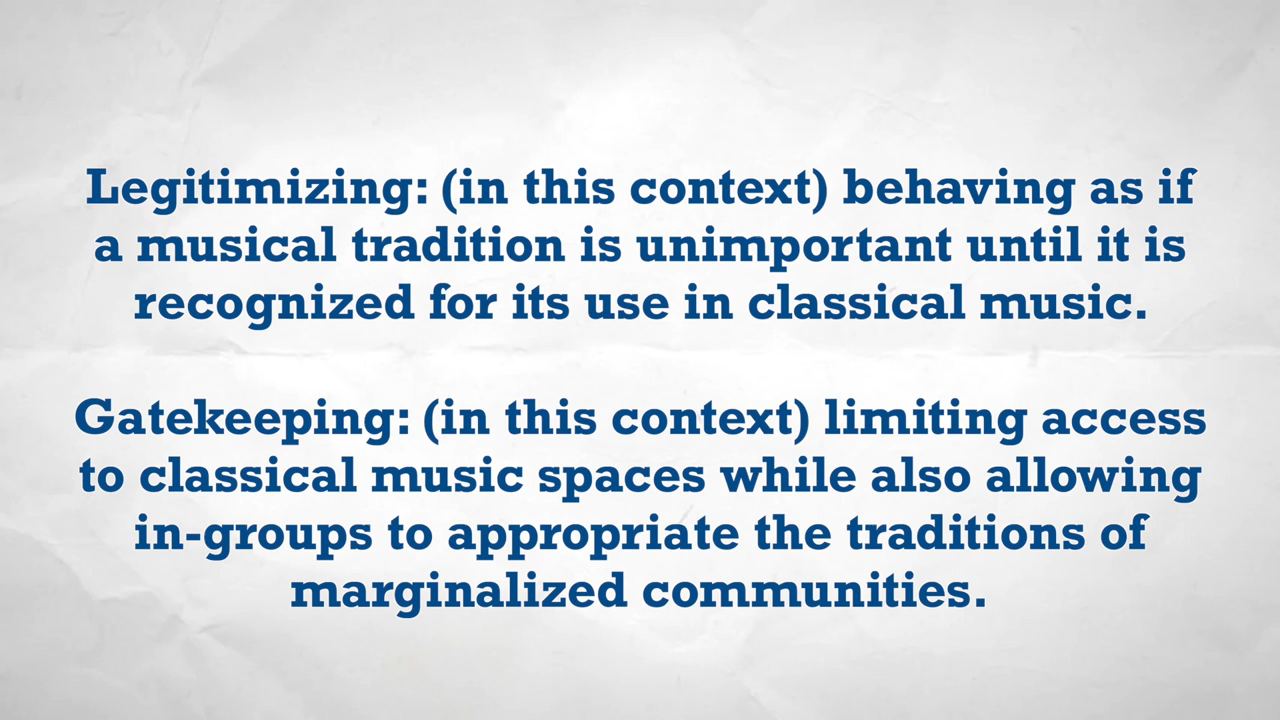 Legitimizing: (in this context) behaving as if
a musical tradition is unimportant until it is
recognized for its use in classical music.
Gatekeeping: (in this context) limiting access
to classical music spaces while also allowing
in-groups to appropriate the traditions of
marginalized communities.